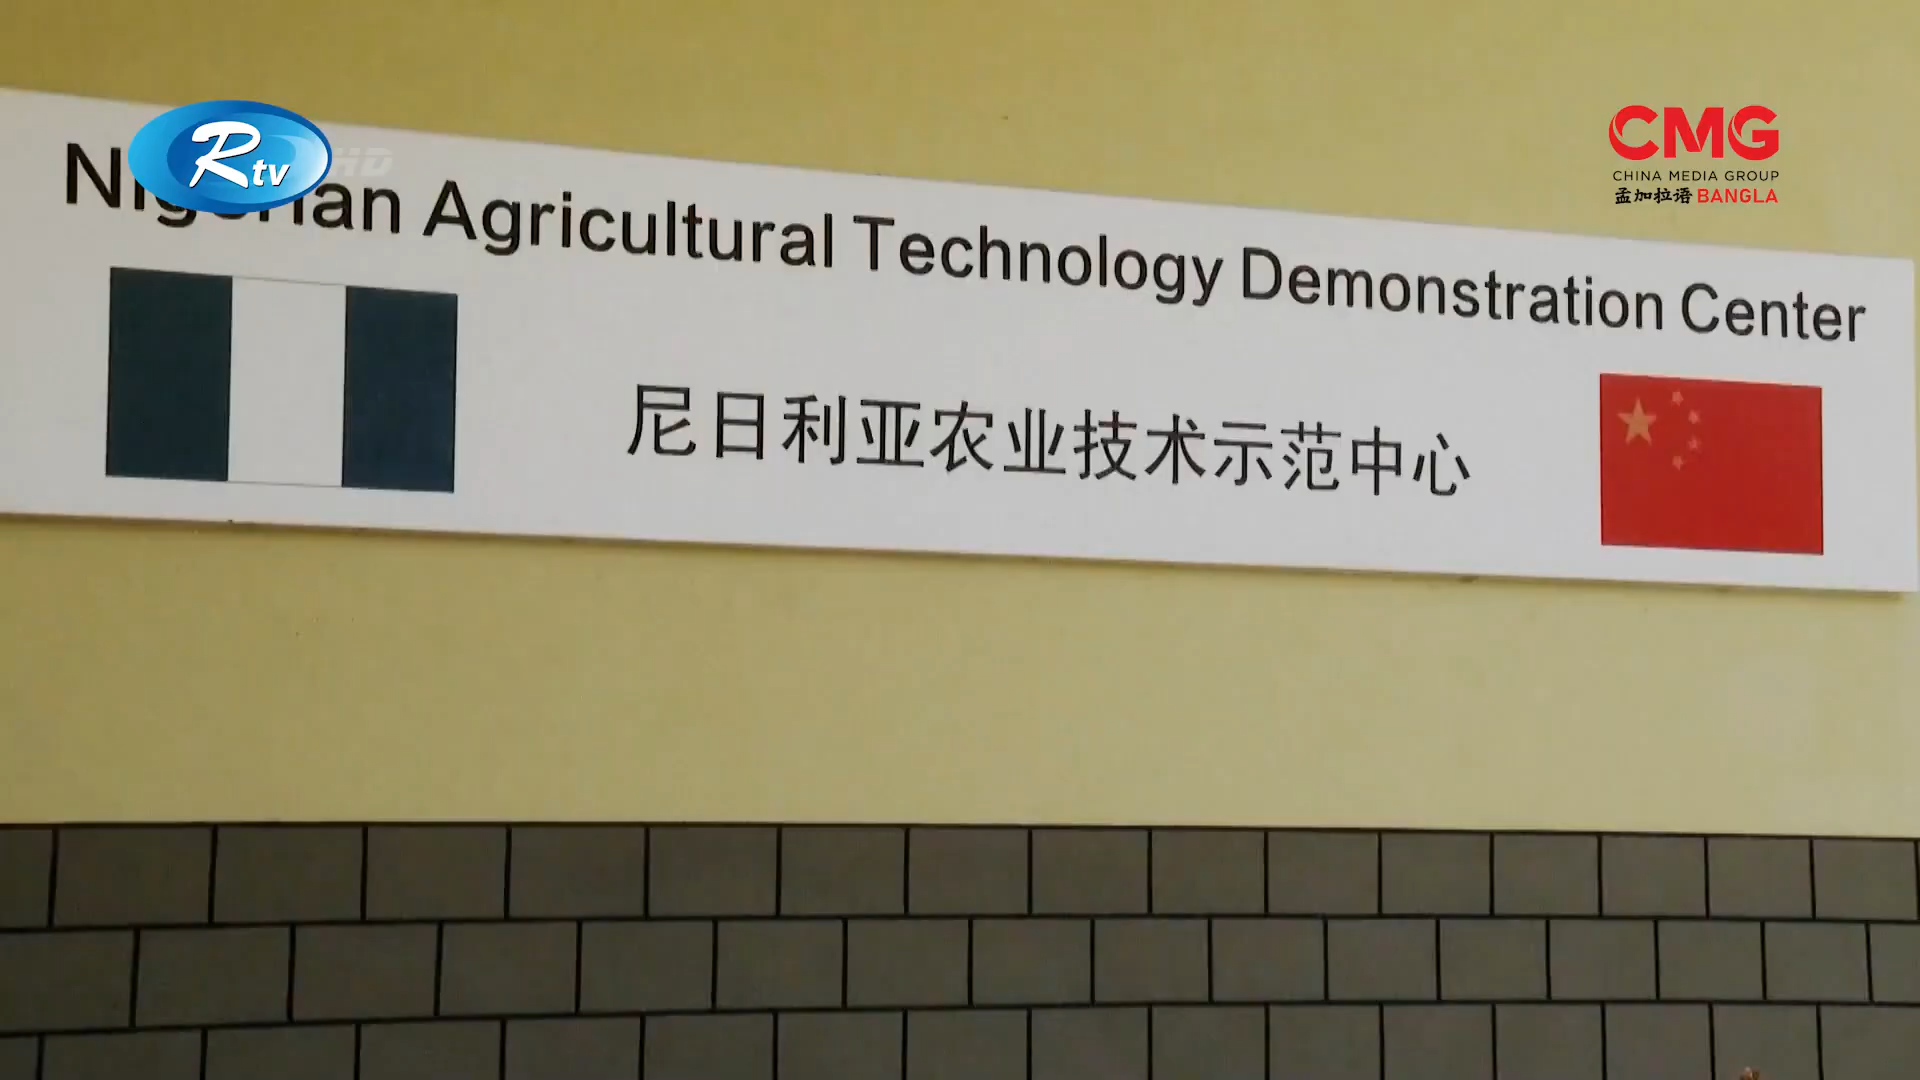 Nigerian Agricultural Technology Demonstration Center
尼日利亚农业技术示范中心
Rtv HD
CMG
CHINA MEDIA GROUP
孟加拉语 BANGLA